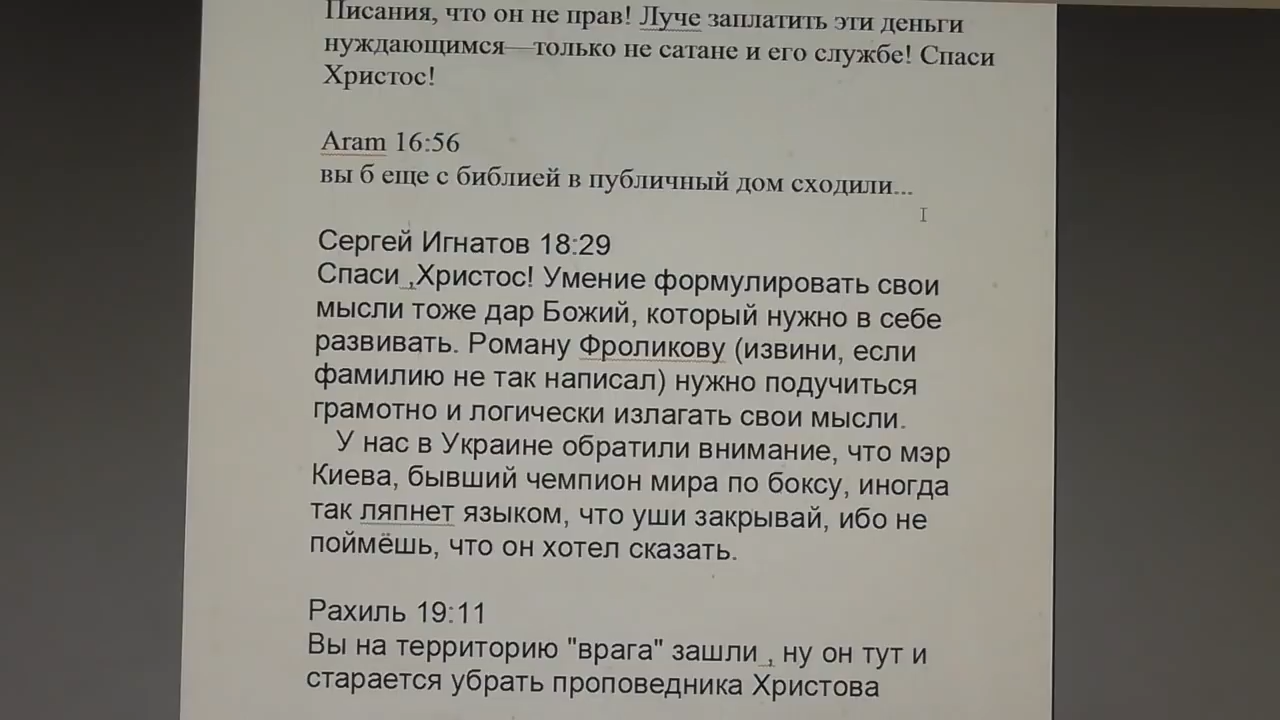 Писания, что он не прав! Луче заплатить эти деньги
нуждающимся—только не сатане и его службе! Спаси
Христос!
Aram 16:56
вы б еще с библией в публичный дом сходили...
Сергей Игнатов 18:29
Спаси ,Христос! Умение формулировать свои
мысли тоже дар Божий, который нужно в себе
развивать. Роману Фроликову (извини, если
фамилию не так написал) нужно подучиться
грамотно и логически излагать свои мысли.
У нас в Украине обратили внимание, что мэр
Киева, бывший чемпион мира по боксу, иногда
так ляпнет языком, что уши закрывай, ибо не
поймёшь, что он хотел сказать.
Рахиль 19:11
Вы на территорию "врага" зашли , ну он тут и
старается убрать проповедника Христова